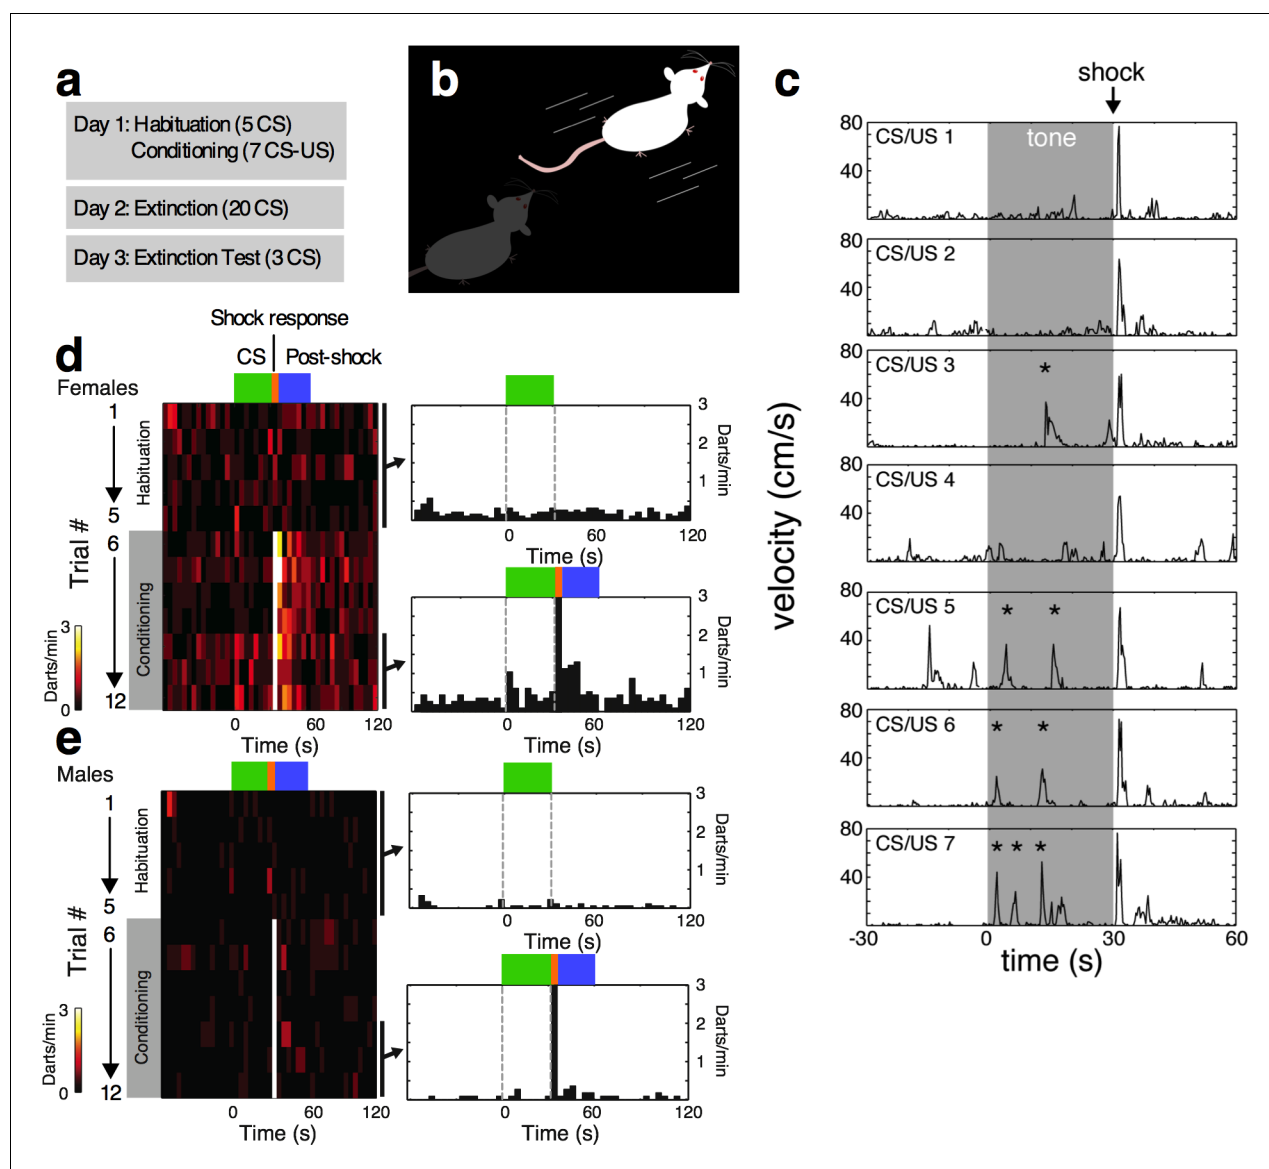 a
Day 1: Habituation (5 CS)
Conditioning (7 CS-US)
Day 2: Extinction (20 CS)
Day 3: Extinction Test (3 CS)
b
c
shock
tone
CS/US 1
80
40
CS/US 2
80
40
CS/US 3
*
80
40
CS/US 4
80
40
CS/US 5
* *
80
40
CS/US 6
* *
80
40
CS/US 7
* * *
80
40
-30 0 30 60
time (s)
velocity (cm/s)
d
Shock response
CS Post-shock
Females
Trial #
1
5
6
12
Habituation
Conditioning
Darts/min
3
0
0 60 120
Time (s)
3
2
1
Darts/min
0 60 120
Time (s)
3
2
1
Darts/min
0 60 120
Time (s)
e
Males
Trial #
1
5
6
12
Habituation
Conditioning
Darts/min
3
0
0 60 120
Time (s)
3
2
1
Darts/min
0 60 120
Time (s)
3
2
1
Darts/min
0 60 120
Time (s)